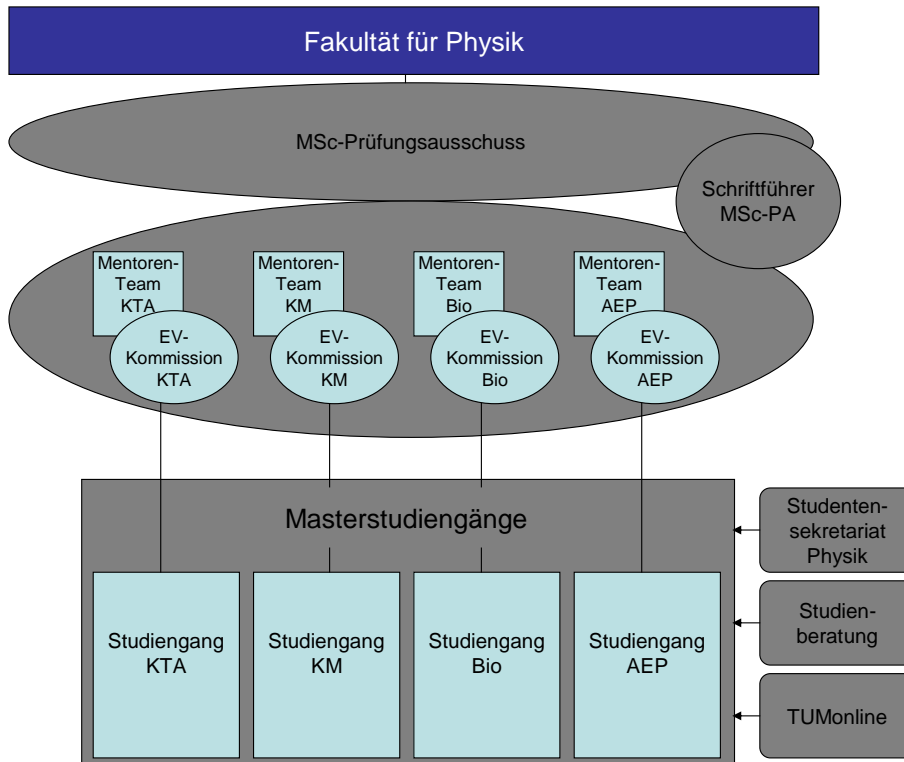 Fakultät für Physik
MSc-Prüfungsausschuss
Schriftführer
MSc-PA
Mentoren-
Team
KTA
EV-
Kommission
KTA
Mentoren-
Team
KM
EV-
Kommission
KM
Mentoren-
Team
Bio
EV-
Kommission
Bio
Mentoren-
Team
AEP
EV-
Kommission
AEP
Masterstudiengänge
Studiengang
KTA
Studiengang
KM
Studiengang
Bio
Studiengang
AEP
Studenten-
sekretariat
Physik
Studien-
beratung
TUMonline